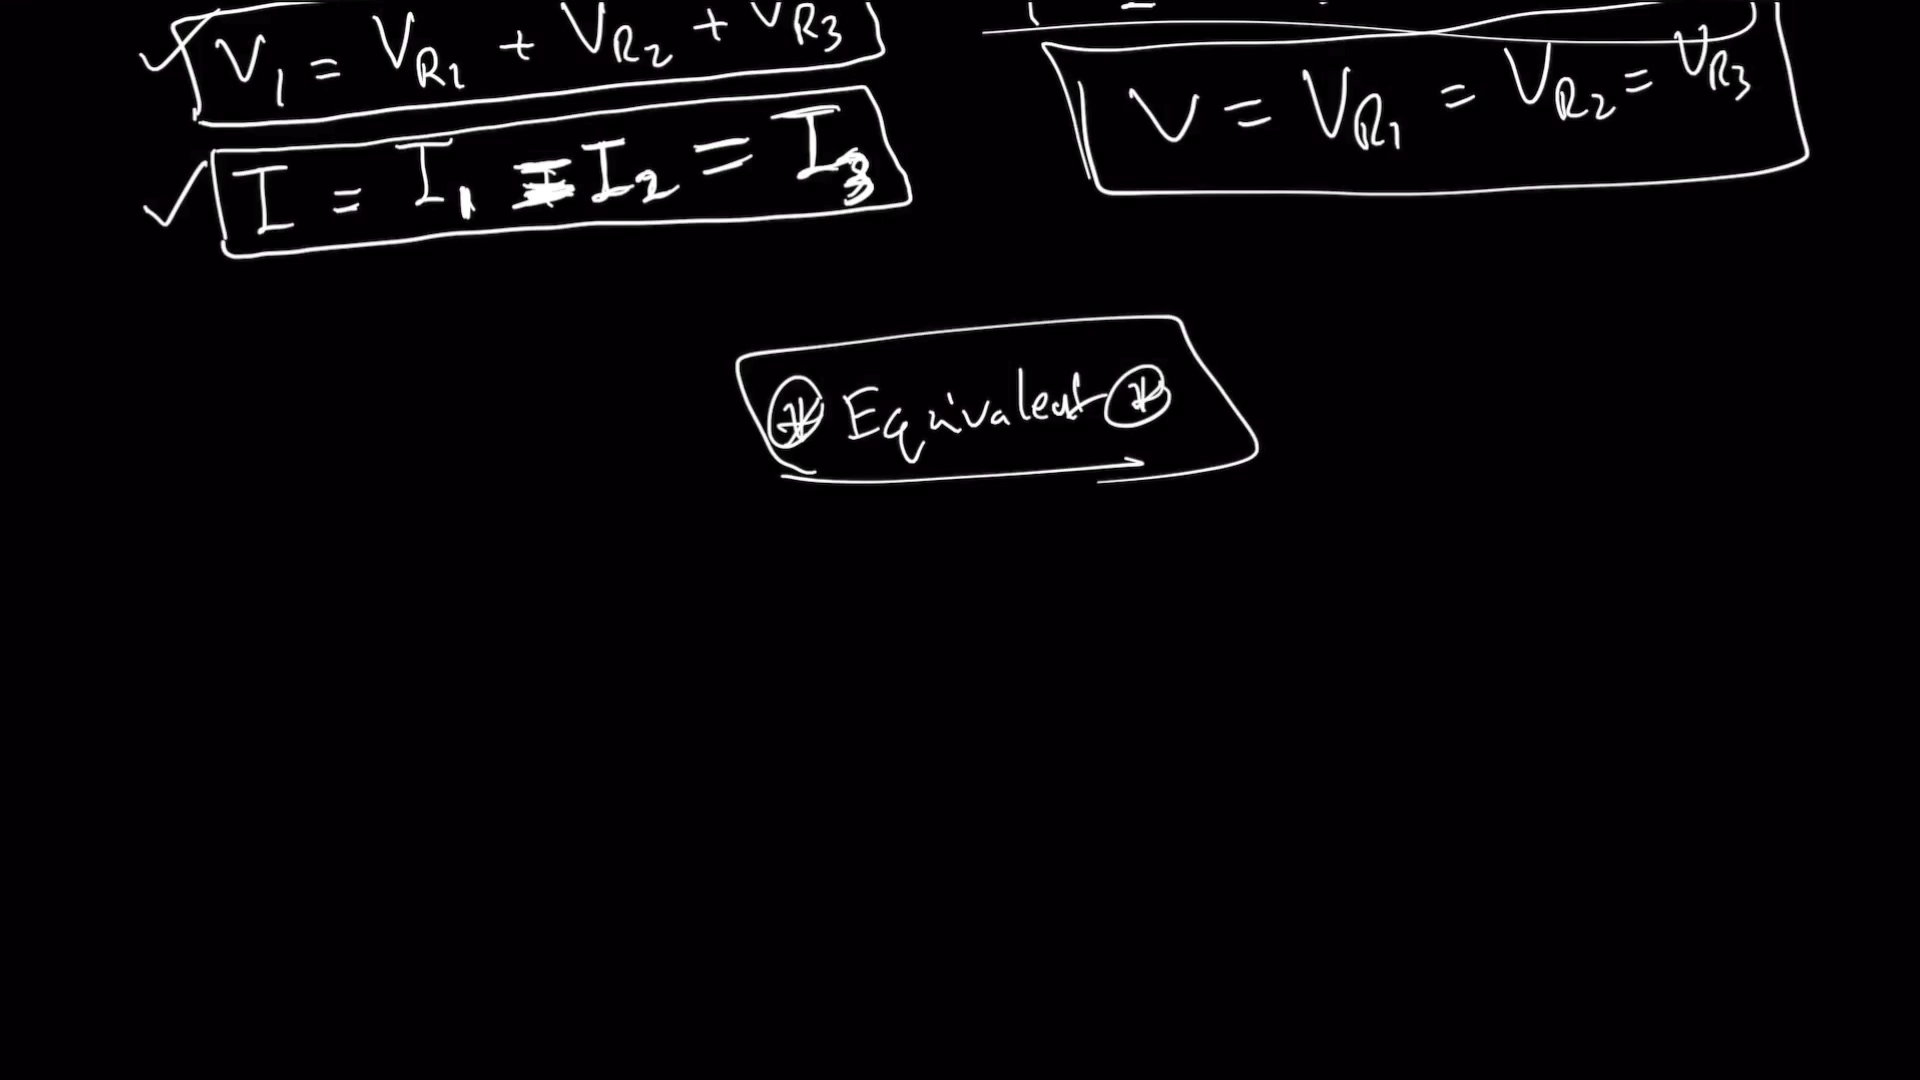 V₁ = V_R₁ + V_R₂ + V_R3
I = I₁ = I₂ = I₃
V = V_R₁ = V_R₂ = V_R3
Equivalent